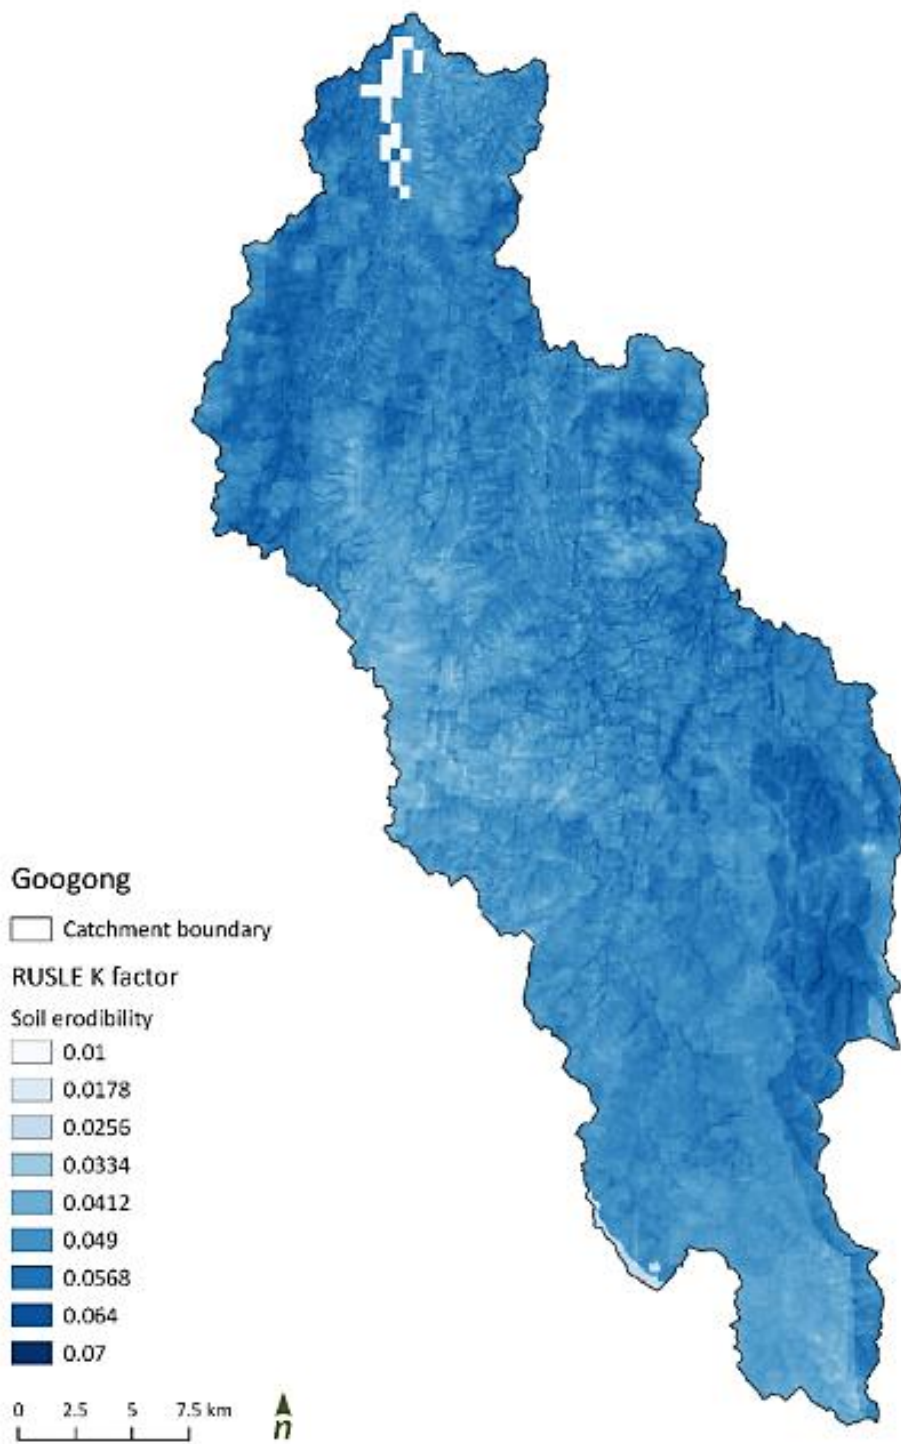 Googong
Catchment boundary
RUSLE K factor
Soil erodibility
0.01
0.0178
0.0256
0.0334
0.0412
0.049
0.0568
0.064
0.07
0 2.5 5 7.5 km
n